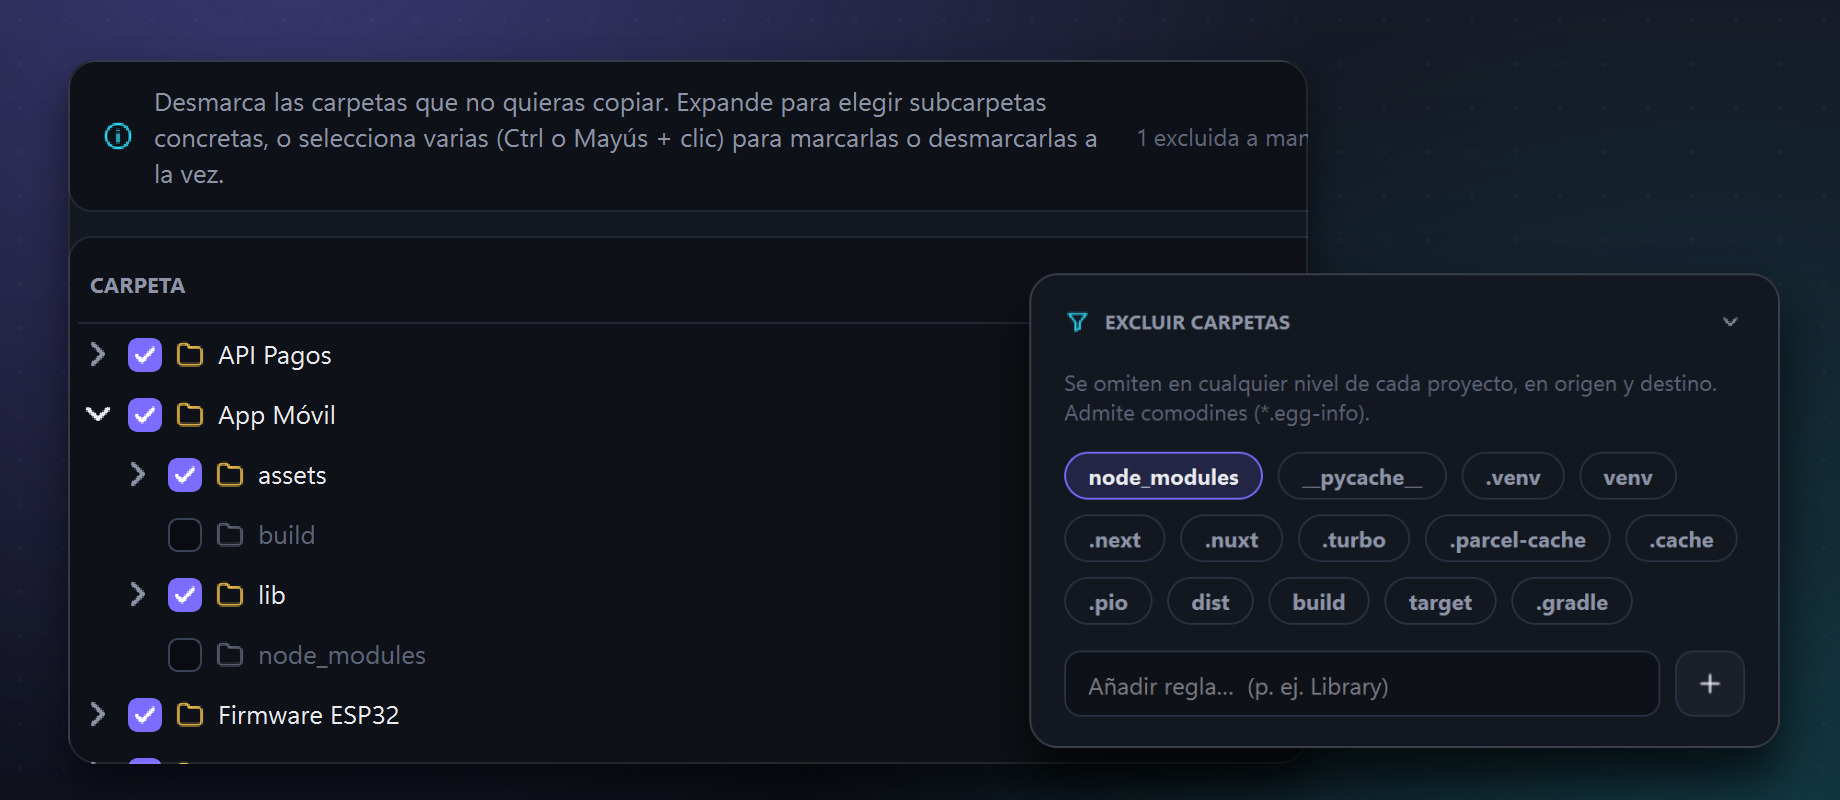 Desmarca las carpetas que no quieras copiar. Expande para elegir subcarpetas
concretas, o selecciona varias (Ctrl o Mayús + clic) para marcarlas o desmarcarlas a
la vez.
1 excluida a mar
CARPETA
API Pagos
App Móvil
assets
build
lib
node_modules
Firmware ESP32
EXCLUIR CARPETAS
Se omiten en cualquier nivel de cada proyecto, en origen y destino.
Admite comodines (*.egg-info).
node_modules __pycache__ .venv venv
.next .nuxt .turbo .parcel-cache .cache
.pio dist build target .gradle
Añadir regla... (p. ej. Library)
+